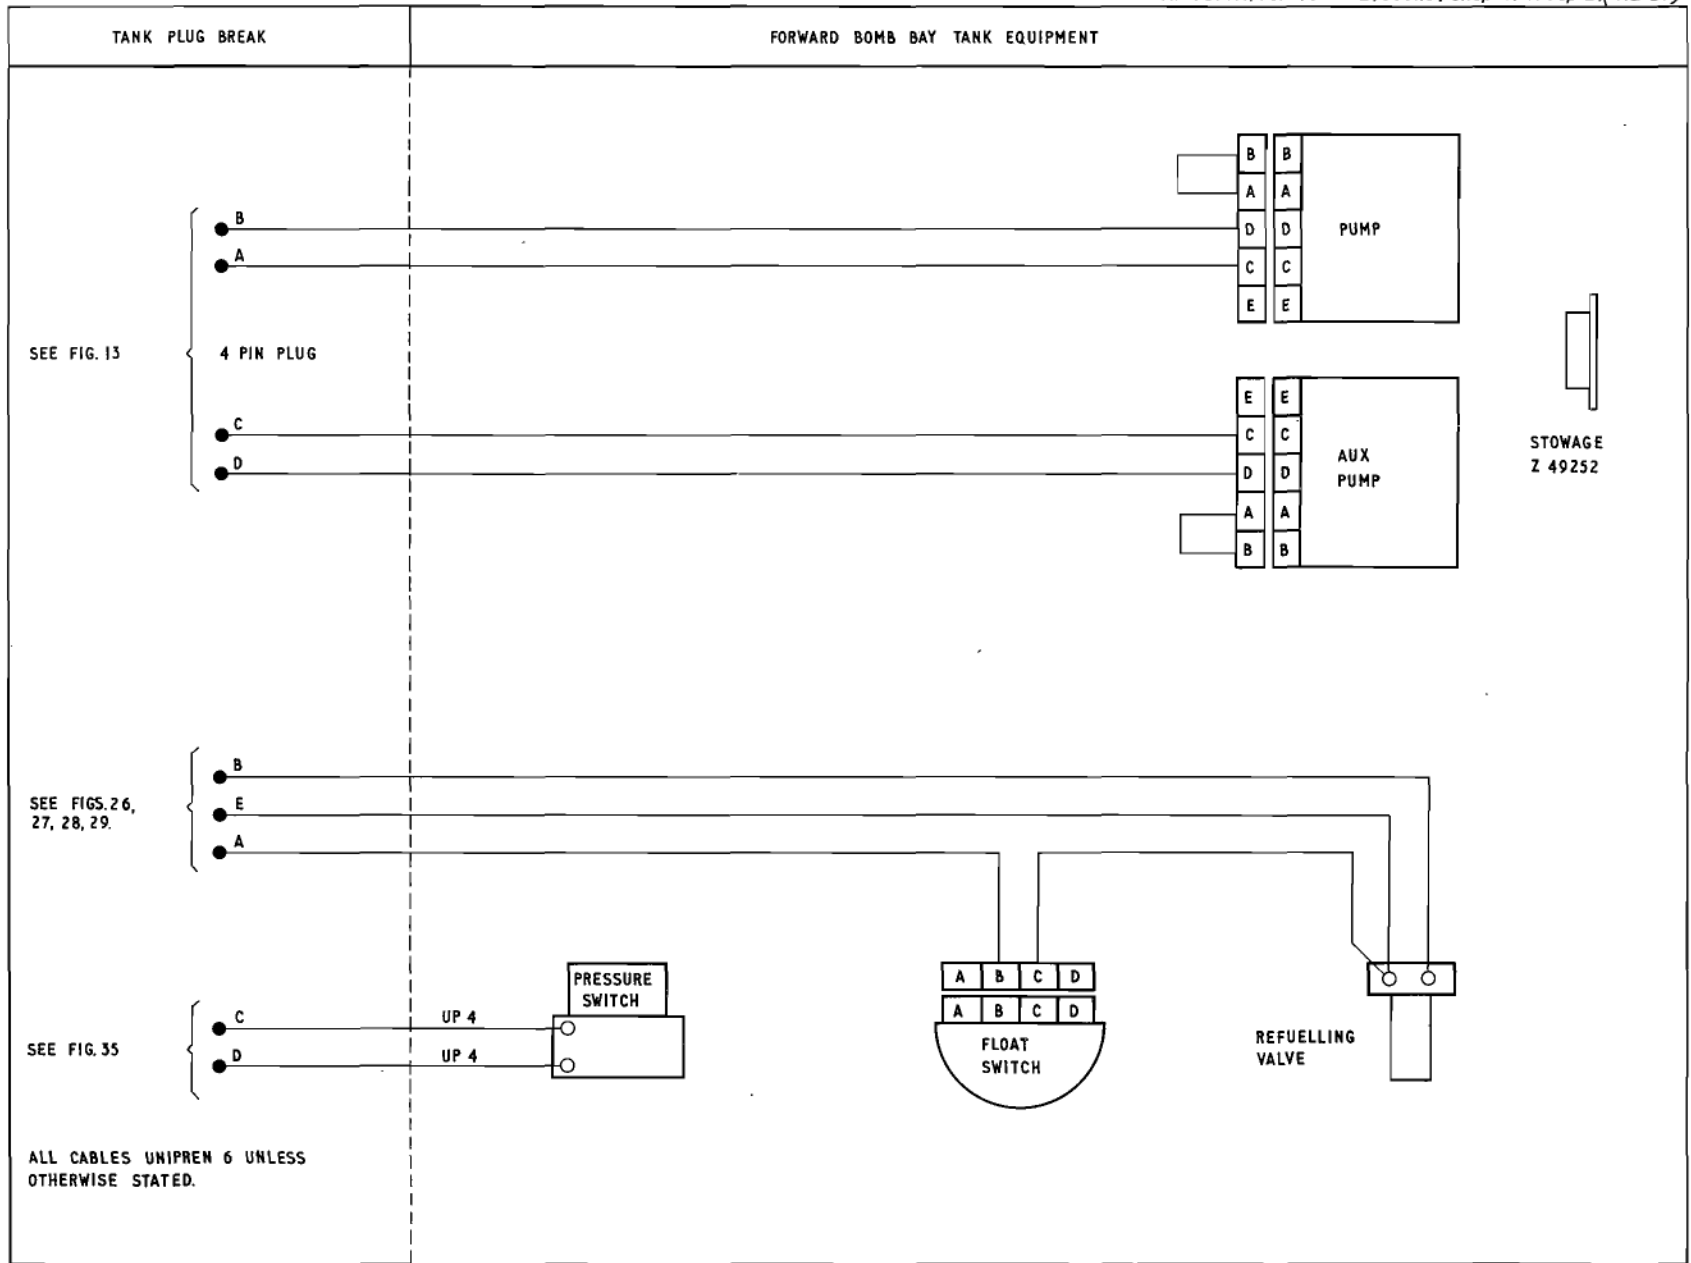 TANK PLUG BREAK
FORWARD BOMB BAY TANK EQUIPMENT
B B
A A
B
D D
PUMP
A
C C
E E
SEE FIG. 13
4 PIN PLUG
E E
C
C C
STOWAGE
Z 49252
AUX
PUMP
D
D D
A A
B B
B
SEE FIGS. 26,
27, 28, 29.
E
A
PRESSURE
SWITCH
A B C D
A B C D
C
UP 4
FLOAT
SWITCH
REFUELLING
VALVE
SEE FIG. 35
D
UP 4
ALL CABLES UNIPREN 6 UNLESS
OTHERWISE STATED.